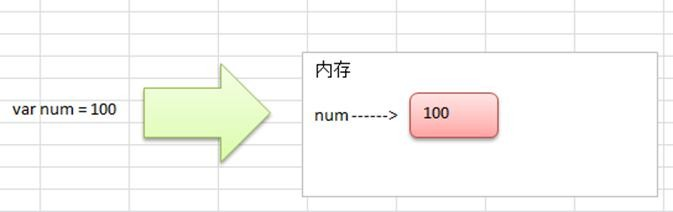 内存
var num = 100
num ------> 100